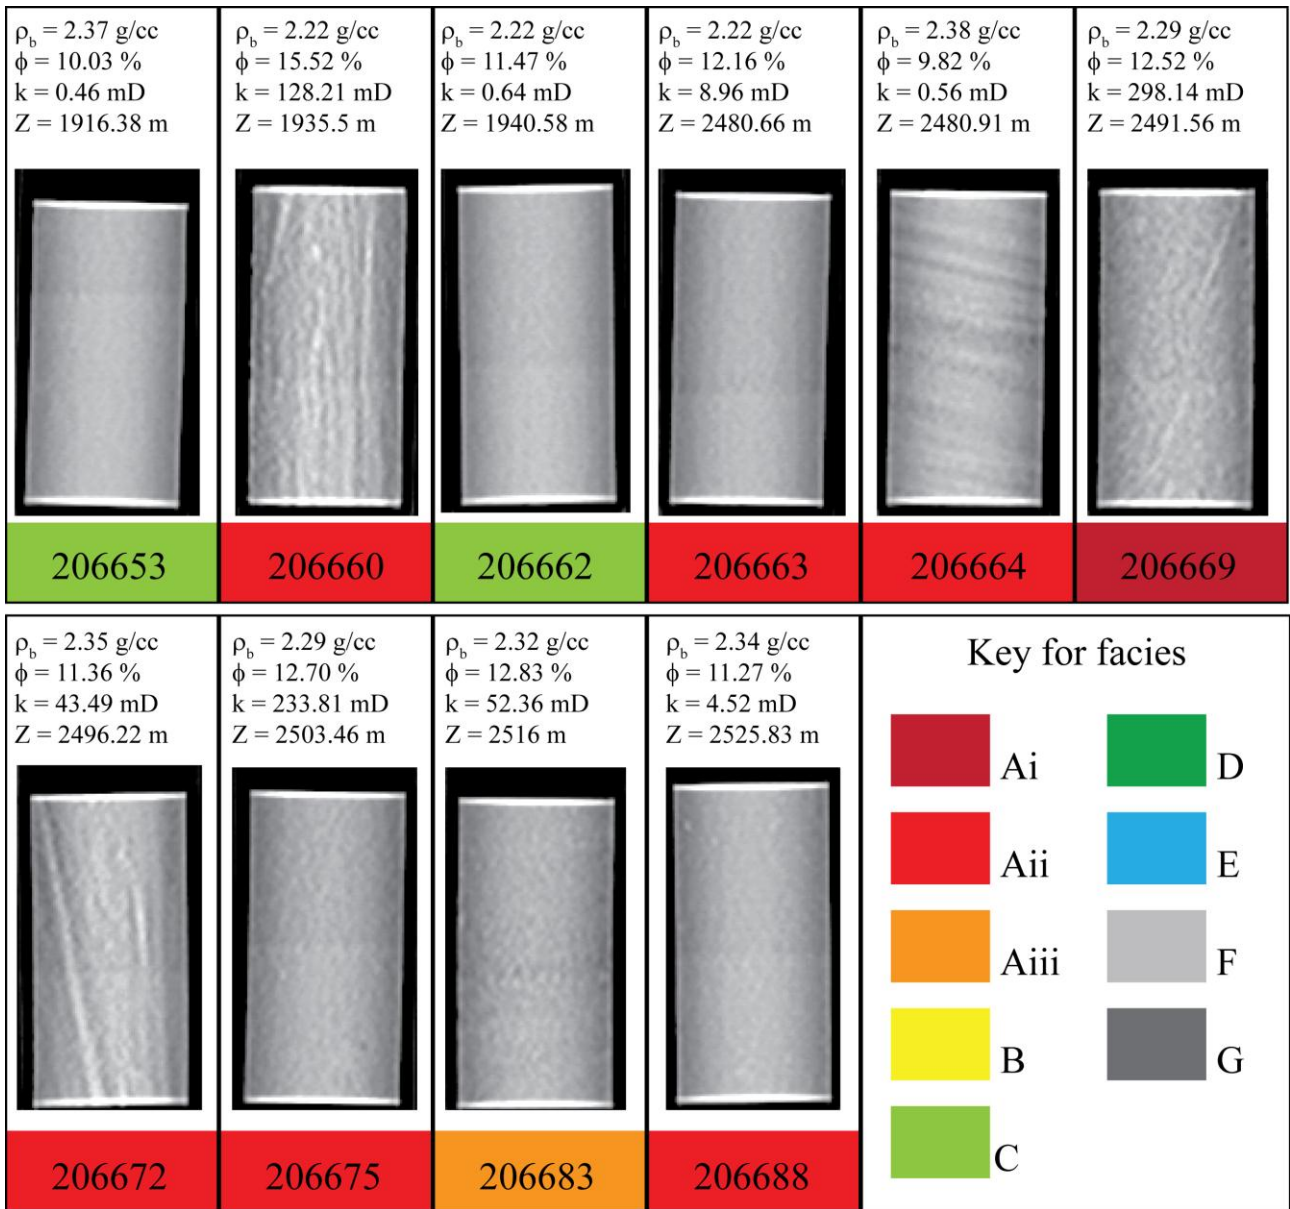 ρb = 2.37 g/cc
ϕ = 10.03 %
k = 0.46 mD
Z = 1916.38 m
ρb = 2.22 g/cc
ϕ = 15.52 %
k = 128.21 mD
Z = 1935.5 m
ρb = 2.22 g/cc
ϕ = 11.47 %
k = 0.64 mD
Z = 1940.58 m
ρb = 2.22 g/cc
ϕ = 12.16 %
k = 8.96 mD
Z = 2480.66 m
ρb = 2.38 g/cc
ϕ = 9.82 %
k = 0.56 mD
Z = 2480.91 m
ρb = 2.29 g/cc
ϕ = 12.52 %
k = 298.14 mD
Z = 2491.56 m
206653
206660
206662
206663
206664
206669
ρb = 2.35 g/cc
ϕ = 11.36 %
k = 43.49 mD
Z = 2496.22 m
ρb = 2.29 g/cc
ϕ = 12.70 %
k = 233.81 mD
Z = 2503.46 m
ρb = 2.32 g/cc
ϕ = 12.83 %
k = 52.36 mD
Z = 2516 m
ρb = 2.34 g/cc
ϕ = 11.27 %
k = 4.52 mD
Z = 2525.83 m
206672
206675
206683
206688
Key for facies
Ai
Aii
Aiii
B
C
D
E
F
G